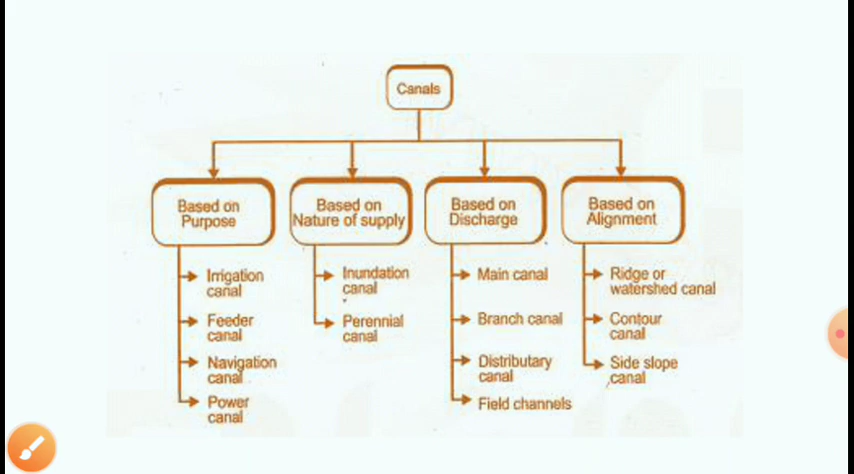 Canals
Based on
Purpose
Based on
Nature of supply
Based on
Discharge
Based on
Alignment
Irrigation
canal
Feeder
canal
Navigation
canal
Power
canal
Inundation
canal
Perennial
canal
Main canal
Branch canal
Distributary
canal
Field channels
Ridge or
watershed canal
Contour
canal
Side slope
canal